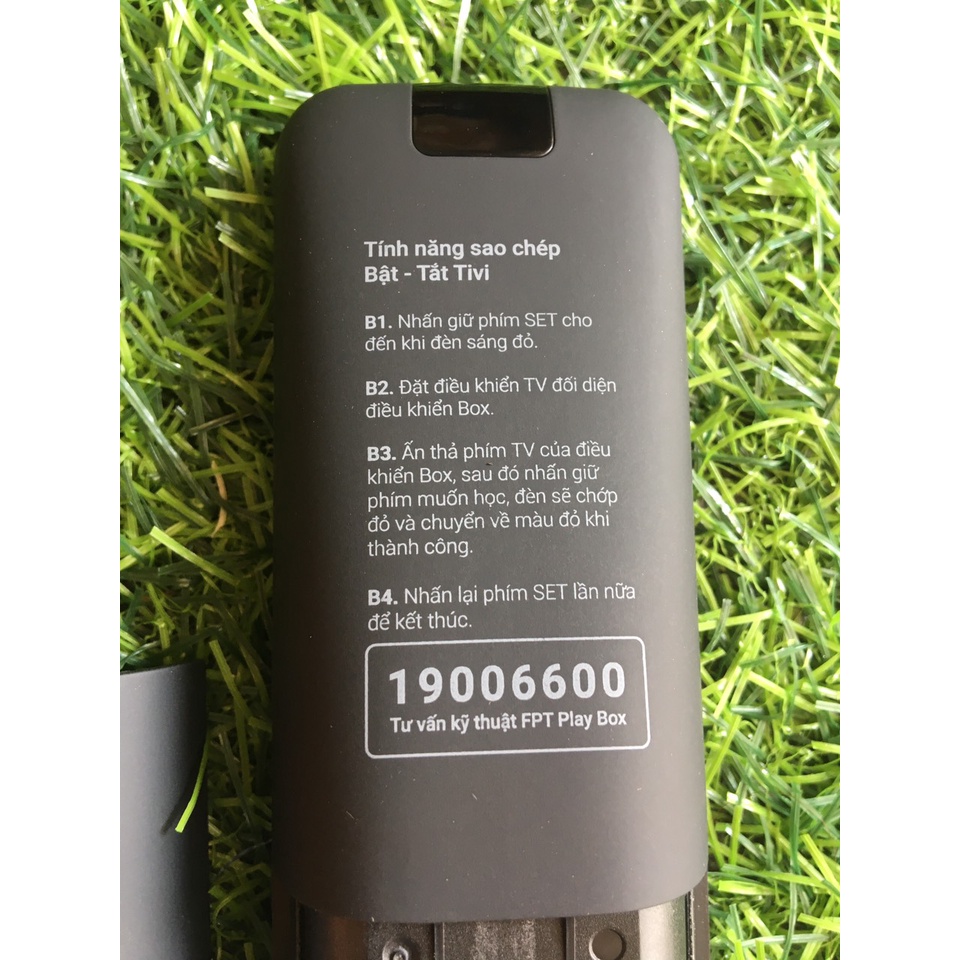 Tính năng sao chép
Bật - Tắt Tivi
B1. Nhấn giữ phím SET cho
đến khi đèn sáng đỏ.
B2. Đặt điều khiển TV đối diện
điều khiển Box.
B3. Ấn thả phím TV của điều
khiển Box, sau đó nhấn giữ
phím muốn học, đèn sẽ chớp
đỏ và chuyển về màu đỏ khi
thành công.
B4. Nhấn lại phím SET lần nữa
để kết thúc.
19006600
Tư vấn kỹ thuật FPT Play Box